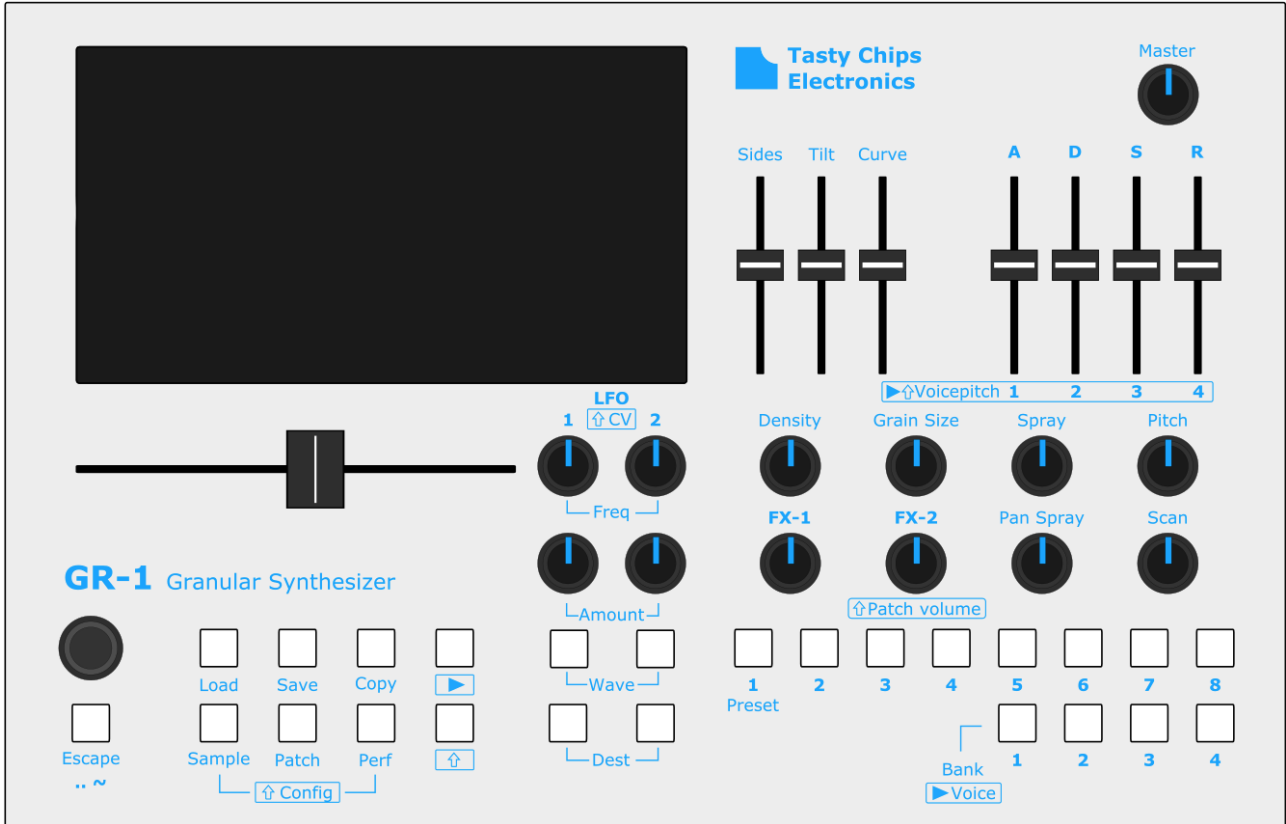 Tasty Chips
Electronics
Master
Sides Tilt Curve A D S R
▶⇧Voicepitch 1 2 3 4
LFO
1 ⇧CV 2
Density Grain Size Spray Pitch
Freq
FX-1 FX-2 Pan Spray Scan
GR-1 Granular Synthesizer
Amount
⇧Patch volume
Load Save Copy ▶
Wave
1 2 3 4 5 6 7 8
Preset
Escape Sample Patch Perf ⇧
Dest
1 2 3 4
Bank
.. ~
⇧ Config
▶Voice